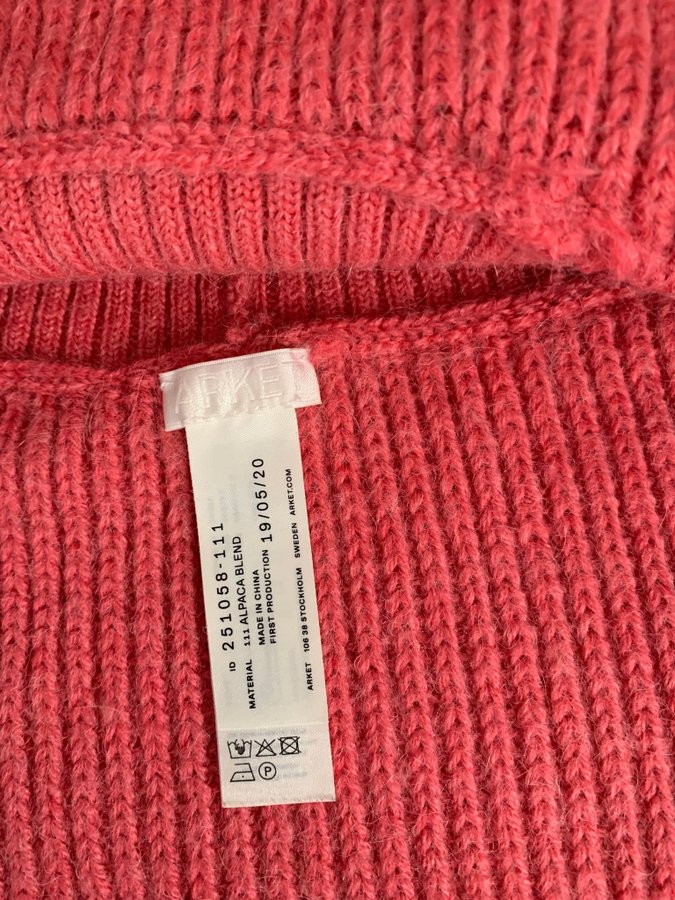 ARKET
ID 251058-111
MATERIAL 111 ALPACA BLEND
MADE IN CHINA
FIRST PRODUCTION 19/05/20
ARKET 106 38 STOCKHOLM SWEDEN ARKET.COM
P